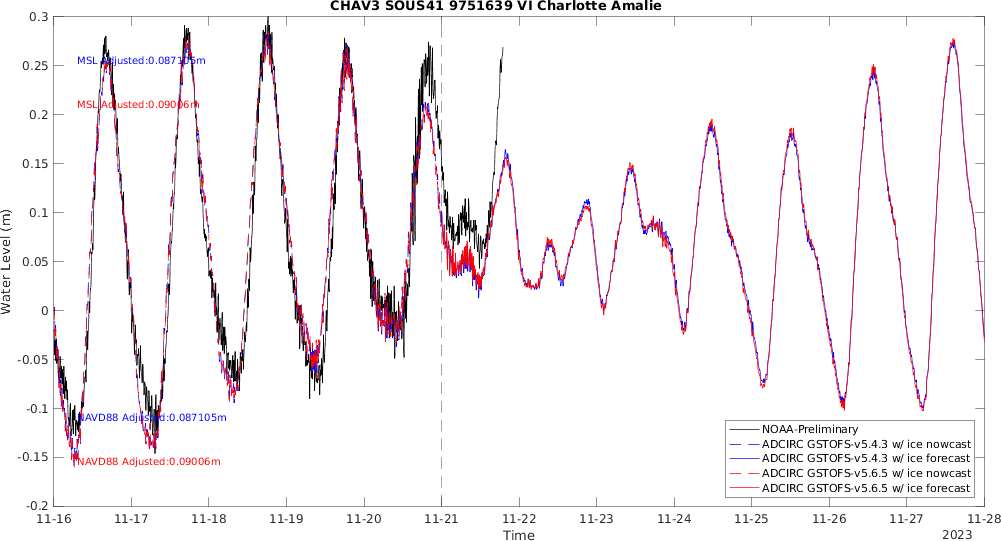 CHAV3 SOUS41 9751639 VI Charlotte Amalie
Water Level (m)
0.3
0.25
0.2
0.15
0.1
0.05
0
-0.05
-0.1
-0.15
-0.2
MSL Adjusted:0.087105m
MSL Adjusted:0.09006m
NAVD88 Adjusted:0.087105m
NAVD88 Adjusted:0.09006m
NOAA-Preliminary
ADCIRC GSTOFS-v5.4.3 w/ ice nowcast
ADCIRC GSTOFS-v5.4.3 w/ ice forecast
ADCIRC GSTOFS-v5.6.5 w/ ice nowcast
ADCIRC GSTOFS-v5.6.5 w/ ice forecast
11-16 11-17 11-18 11-19 11-20 11-21 11-22 11-23 11-24 11-25 11-26 11-27 11-28
Time
2023